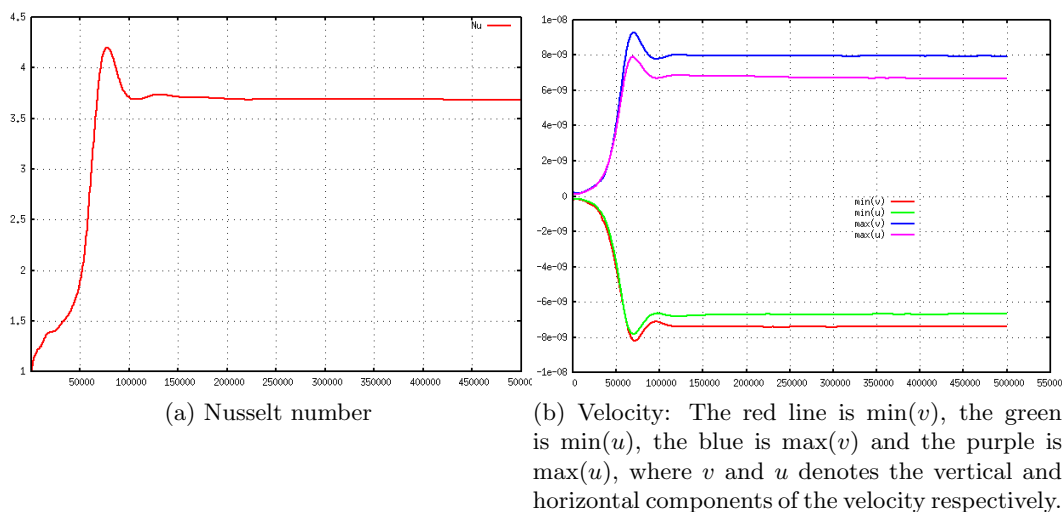 4.5
4
3.5
3
2.5
2
1.5
1
Nu
50000 100000 150000 200000 250000 300000 350000 400000 450000 50000
(a) Nusselt number
1e-08
8e-09
6e-09
4e-09
2e-09
0
-2e-09
-4e-09
-6e-09
-8e-09
-1e-08
min(v)
min(u)
max(v)
max(u)
0 50000 100000 150000 200000 250000 300000 350000 400000 450000 500000 55000
(b) Velocity: The red line is min(v), the green
is min(u), the blue is max(v) and the purple is
max(u), where v and u denotes the vertical and
horizontal components of the velocity respectively.